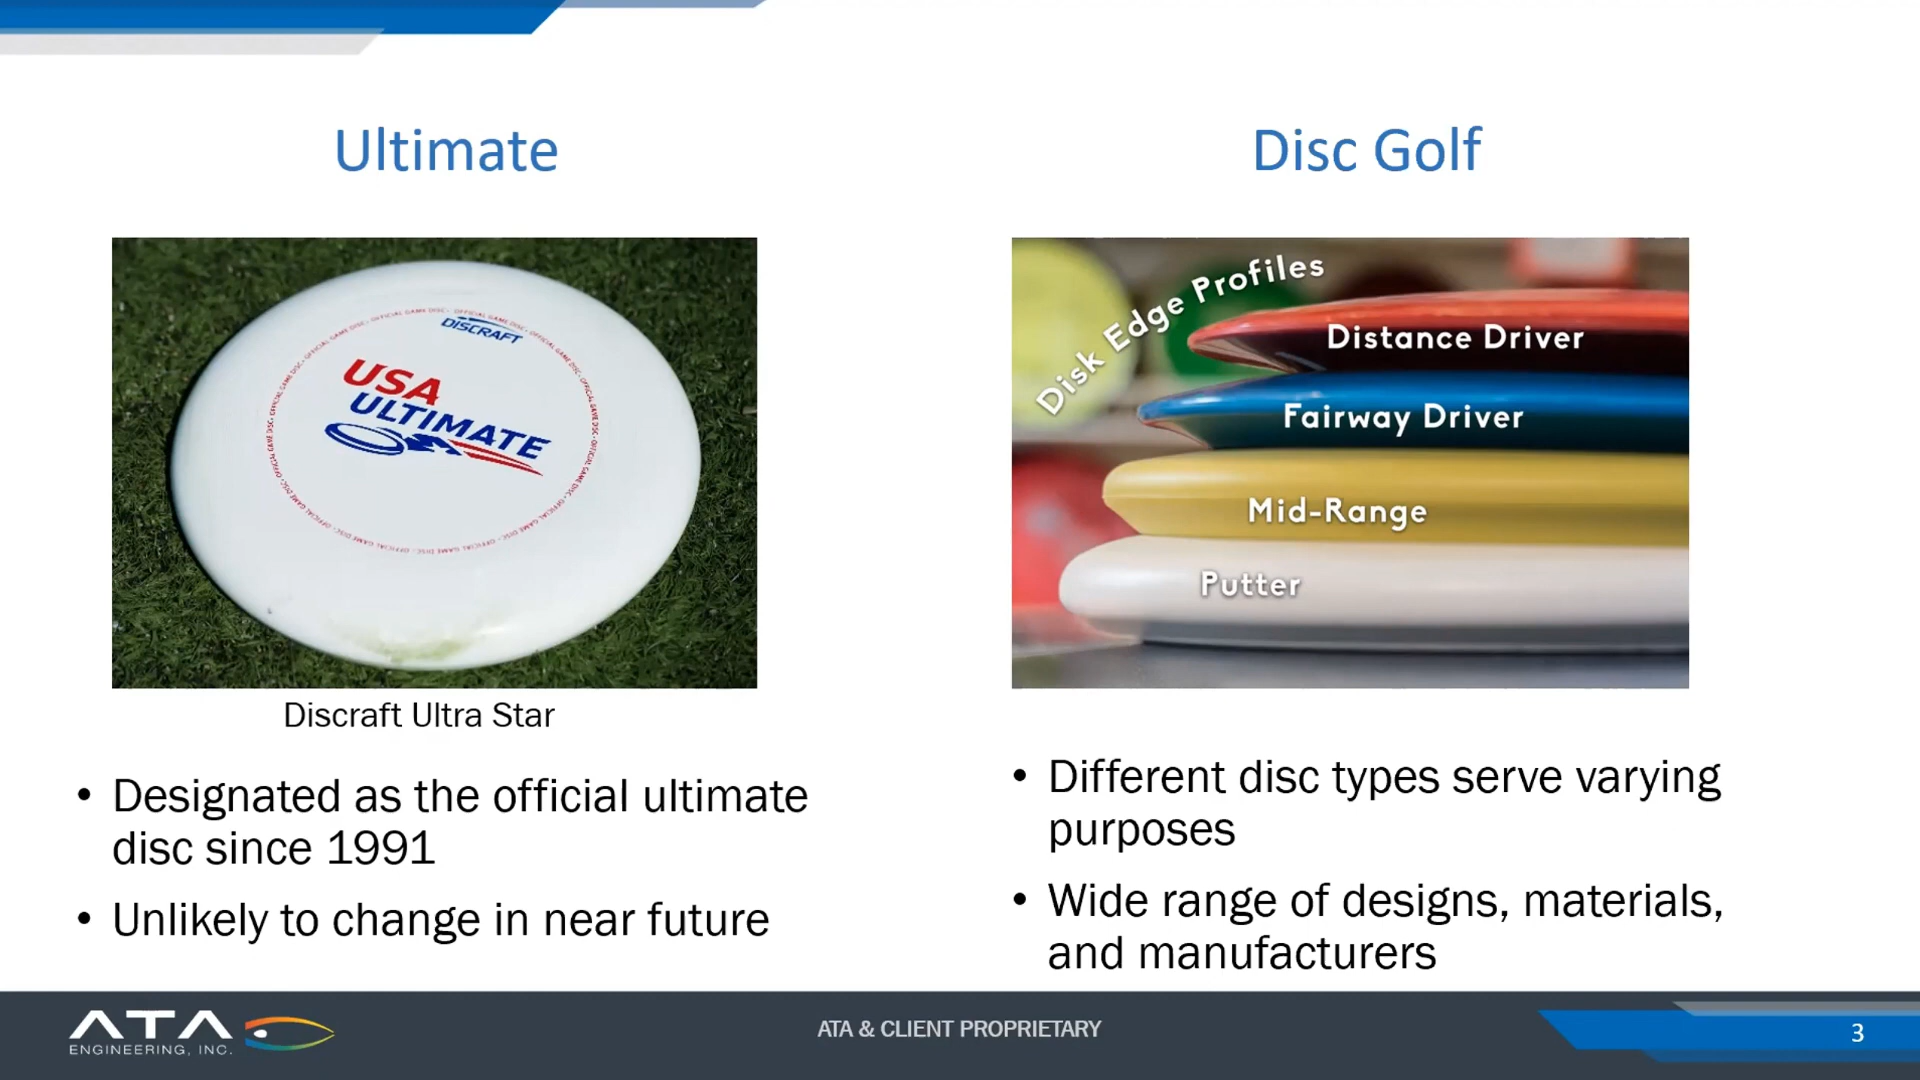 Ultimate
DISCRAFT
USA
ULTIMATE
Discraft Ultra Star
• Designated as the official ultimate
disc since 1991
• Unlikely to change in near future
Disc Golf
Disk Edge Profiles
Distance Driver
Fairway Driver
Mid-Range
Putter
• Different disc types serve varying
purposes
• Wide range of designs, materials,
and manufacturers
ATA
ENGINEERING, INC.
ATA & CLIENT PROPRIETARY
3